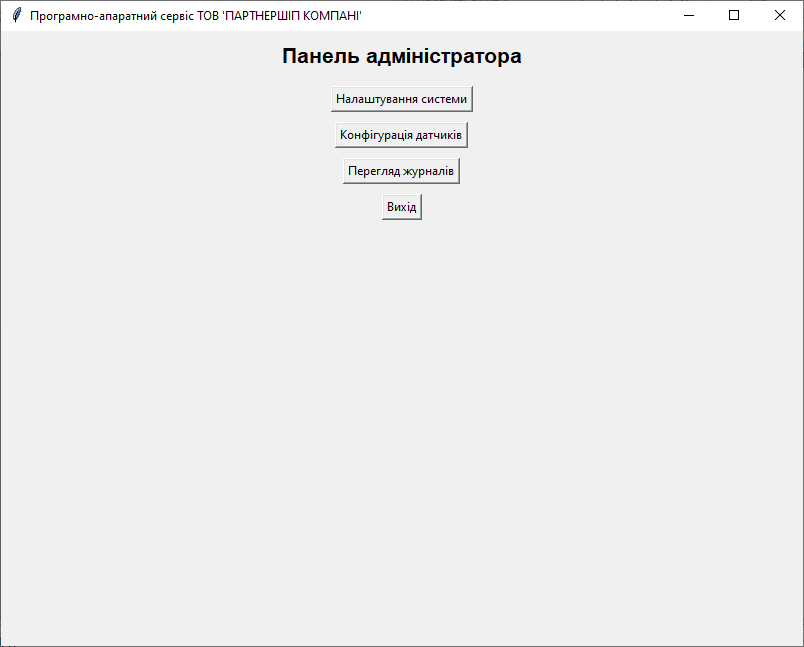 Програмно-апаратний сервіс ТОВ 'ПАРТНЕРШІП КОМПАНІ'
Панель адміністратора
Налаштування системи
Конфігурація датчиків
Перегляд журналів
Вихід